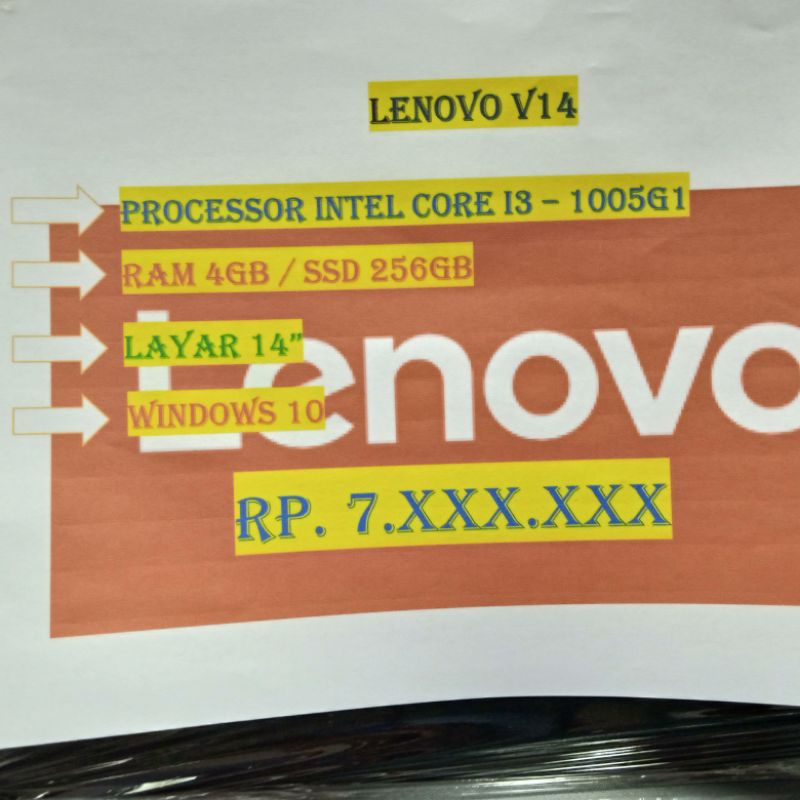 LENOVO V14
PROCESSOR INTEL CORE I3 – 1005G1
RAM 4GB / SSD 256GB
LAYAR 14”
Lenovo
WINDOWS 10
RP. 7.XXX.XXX